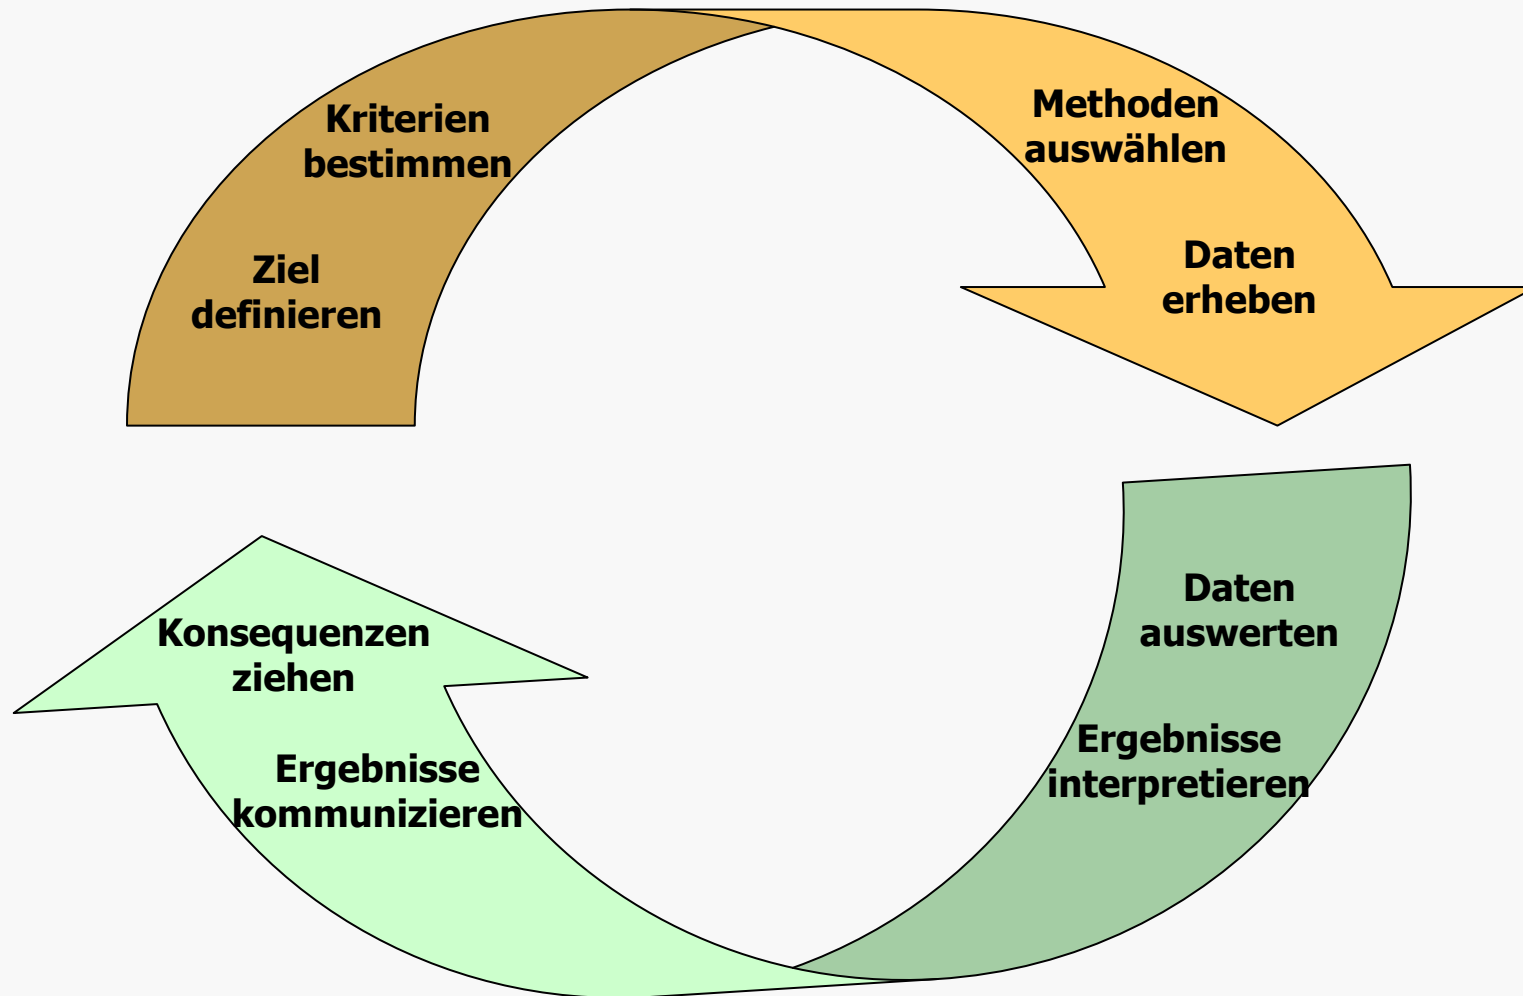 Kriterien
bestimmen
Ziel
definieren
Methoden
auswählen
Daten
erheben
Daten
auswerten
Ergebnisse
interpretieren
Ergebnisse
kommunizieren
Konsequenzen
ziehen